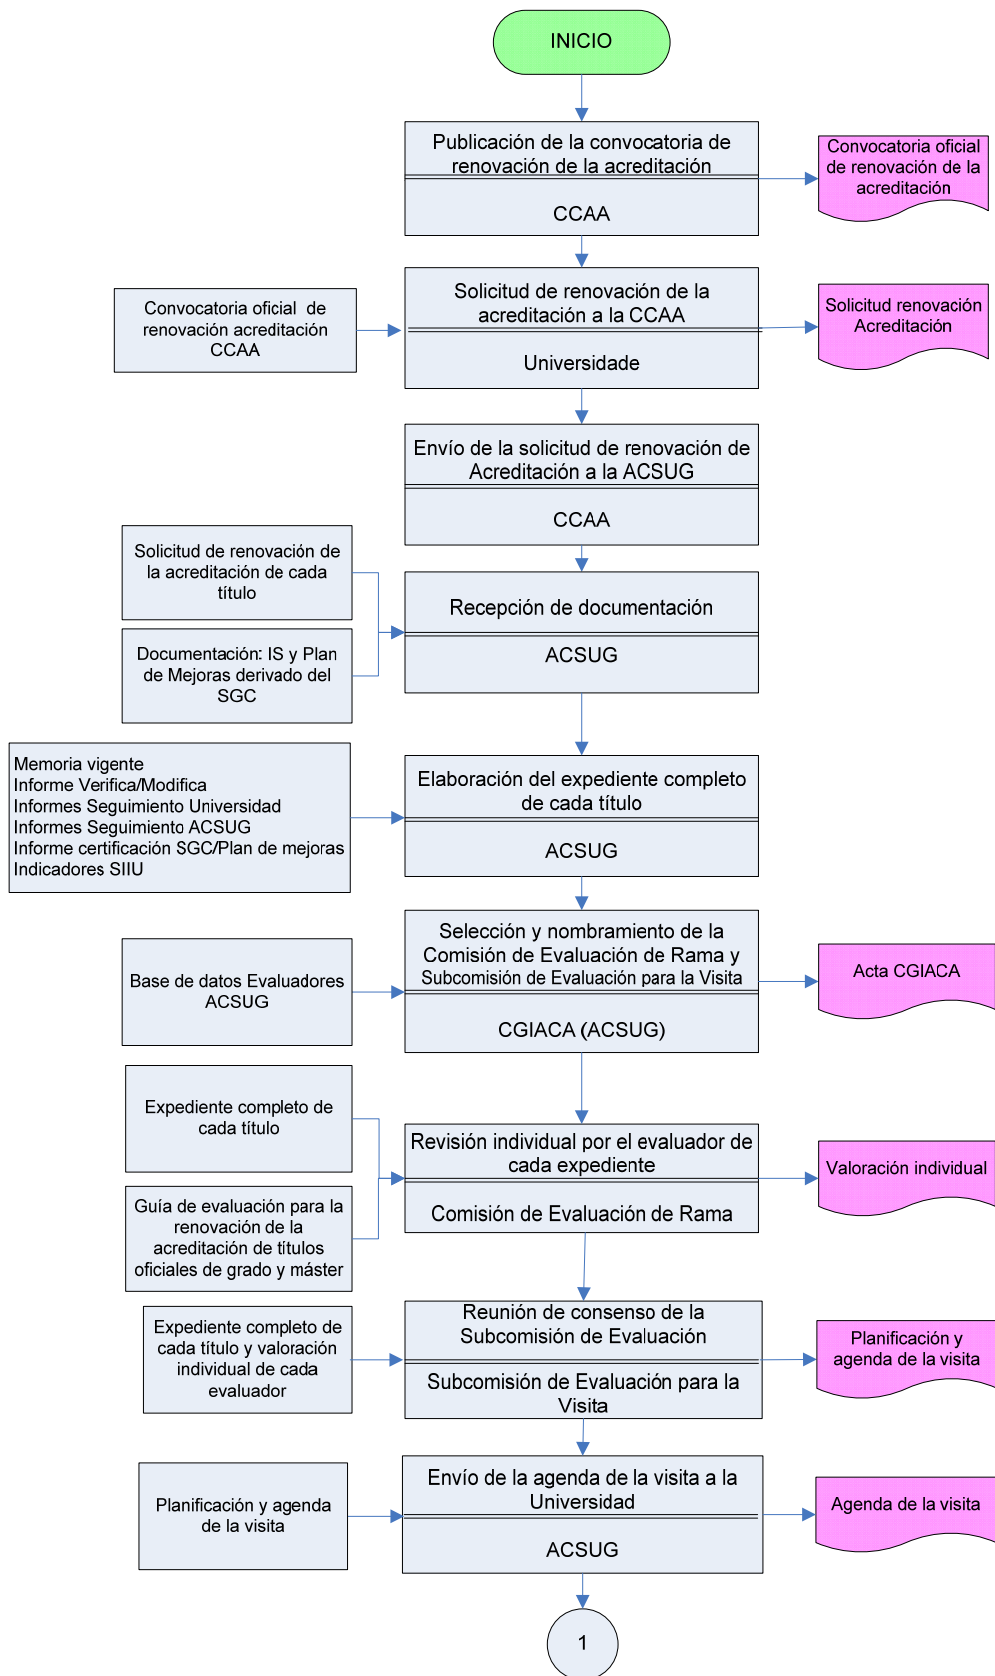 INICIO
Publicación de la convocatoria de
renovación de la acreditación
CCAA
Convocatoria oficial
de renovación de la
acreditación
Convocatoria oficial de
renovación acreditación
CCAA
Solicitud de renovación de la
acreditación a la CCAA
Universidade
Solicitud renovación
Acreditación
Envío de la solicitud de renovación de
Acreditación a la ACSUG
CCAA
Solicitud de renovación de
la acreditación de cada
título
Documentación: IS y Plan
de Mejoras derivado del
SGC
Recepción de documentación
ACSUG
Memoria vigente
Informe Verifica/Modifica
Informes Seguimiento Universidad
Informes Seguimiento ACSUG
Informe certificación SGC/Plan de mejoras
Indicadores SIIU
Elaboración del expediente completo
de cada título
ACSUG
Base de datos Evaluadores
ACSUG
Selección y nombramiento de la
Comisión de Evaluación de Rama y
Subcomisión de Evaluación para la Visita
CGIACA (ACSUG)
Acta CGIACA
Expediente completo de
cada título
Guía de evaluación para la
renovación de la
acreditación de títulos
oficiales de grado y máster
Revisión individual por el evaluador de
cada expediente
Comisión de Evaluación de Rama
Valoración individual
Expediente completo de
cada título y valoración
individual de cada
evaluador
Reunión de consenso de la
Subcomisión de Evaluación
Subcomisión de Evaluación para la
Visita
Planificación y
agenda de la visita
Planificación y agenda
de la visita
Envío de la agenda de la visita a la
Universidad
ACSUG
Agenda de la visita
1